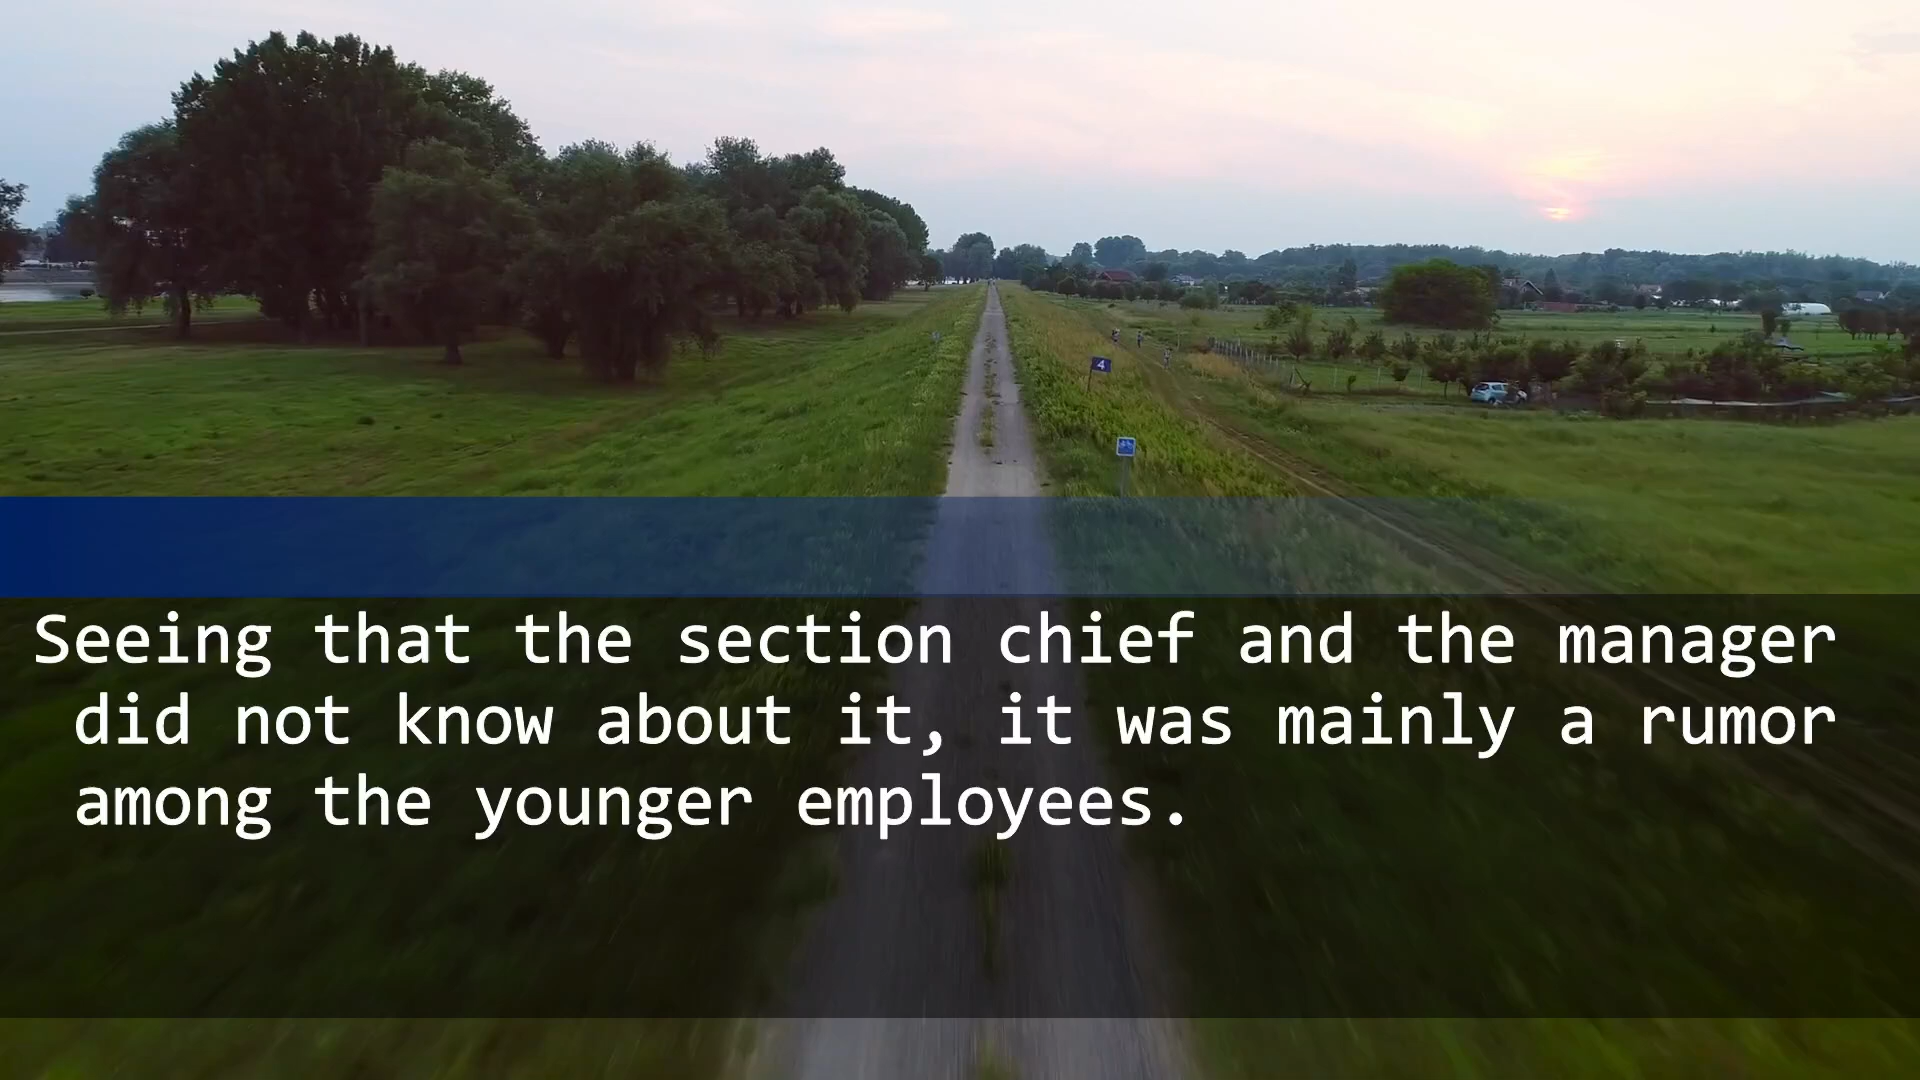 4
Seeing that the section chief and the manager
did not know about it, it was mainly a rumor
among the younger employees.